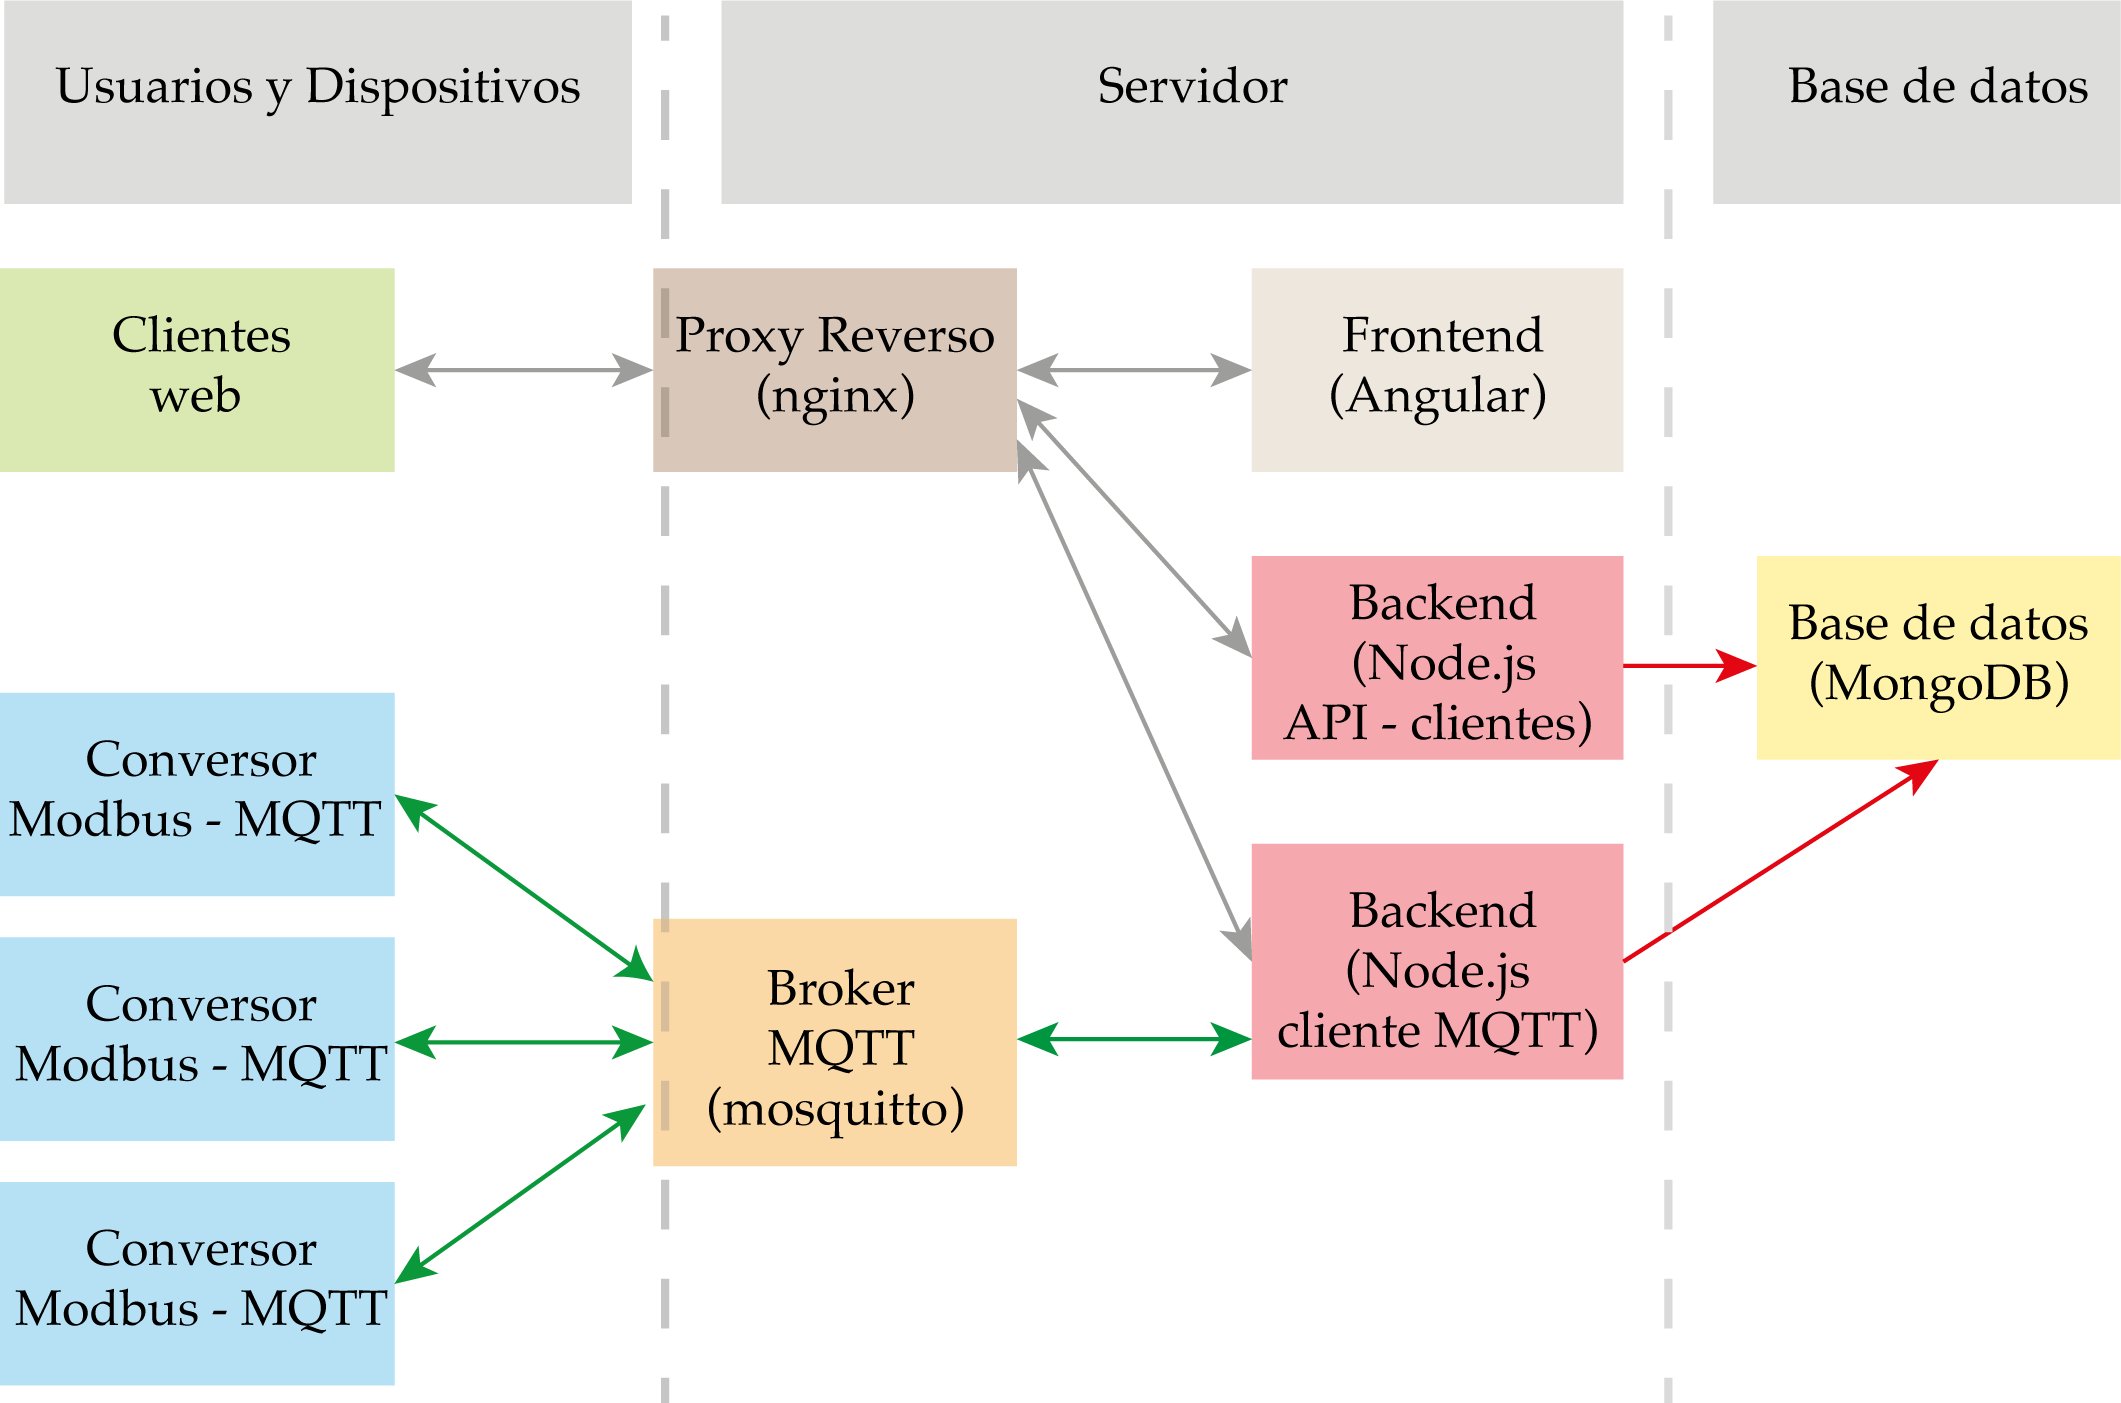 Usuarios y Dispositivos
Servidor
Base de datos
Clientes
web
Proxy Reverso
(nginx)
Frontend
(Angular)
Backend
(Node.js
API - clientes)
Base de datos
(MongoDB)
Conversor
Modbus - MQTT
Conversor
Modbus - MQTT
Conversor
Modbus - MQTT
Broker
MQTT
(mosquitto)
Backend
(Node.js
cliente MQTT)